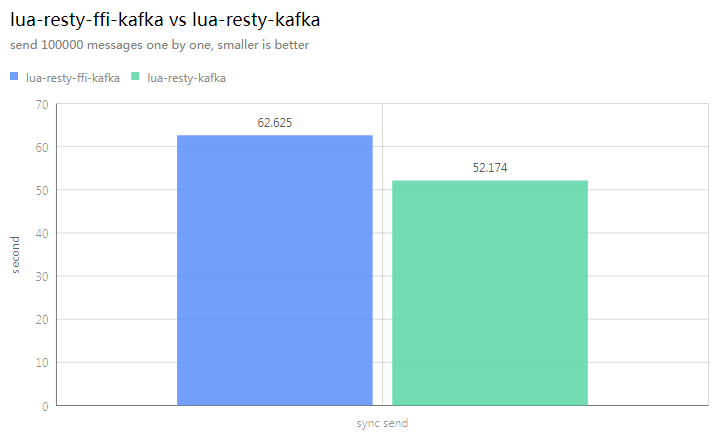 lua-resty-ffi-kafka vs lua-resty-kafka
send 100000 messages one by one, smaller is better
lua-resty-ffi-kafka lua-resty-kafka
70
62.625
60
52.174
50
40
second
30
20
10
0
sync send